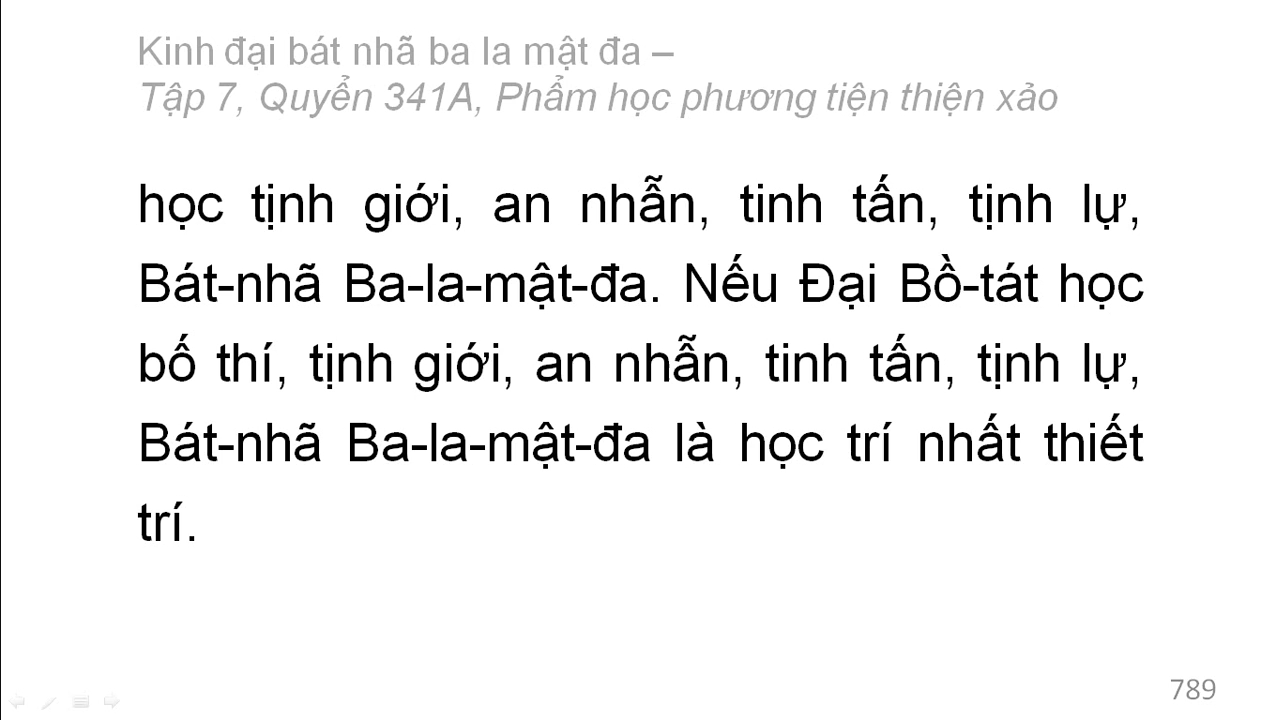 Kinh đại bát nhã ba la mật đa –
Tập 7, Quyển 341A, Phẩm học phương tiện thiện xảo
học tịnh giới, an nhẫn, tinh tấn, tịnh lự,
Bát-nhã Ba-la-mật-đa. Nếu Đại Bồ-tát học
bố thí, tịnh giới, an nhẫn, tinh tấn, tịnh lự,
Bát-nhã Ba-la-mật-đa là học trí nhất thiết
trí.
789